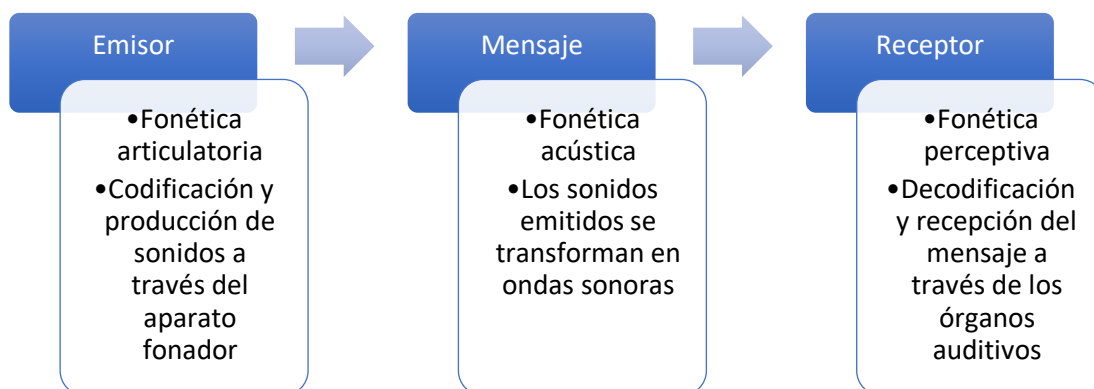 Emisor
•Fonética
articulatoria
•Codificación y
producción de
sonidos a
través del
aparato
fonador
Mensaje
•Fonética
acústica
•Los sonidos
emitidos se
transforman en
ondas sonoras
Receptor
•Fonética
perceptiva
•Decodificación
y recepción del
mensaje a
través de los
órganos
auditivos